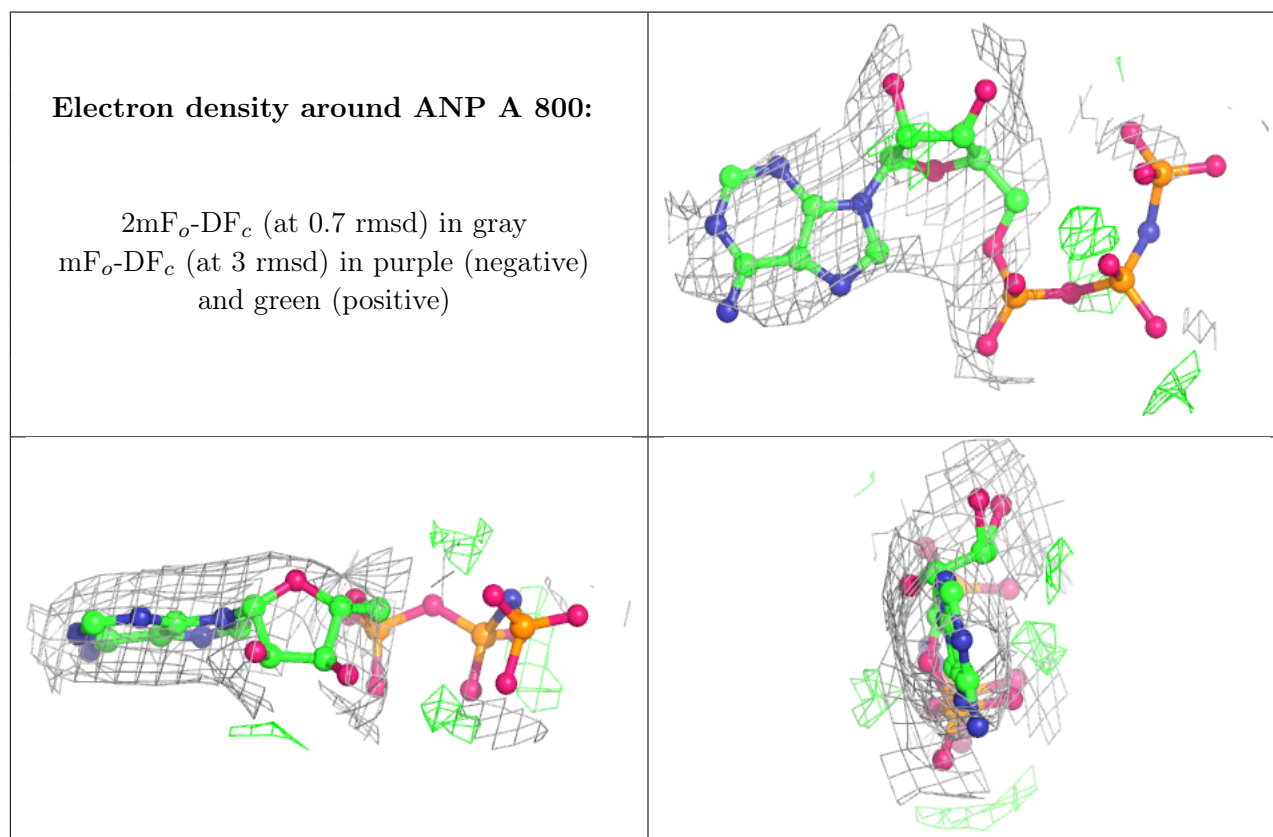 Electron density around ANP A 800:
2mFo-DFc (at 0.7 rmsd) in gray
mFo-DFc (at 3 rmsd) in purple (negative)
and green (positive)